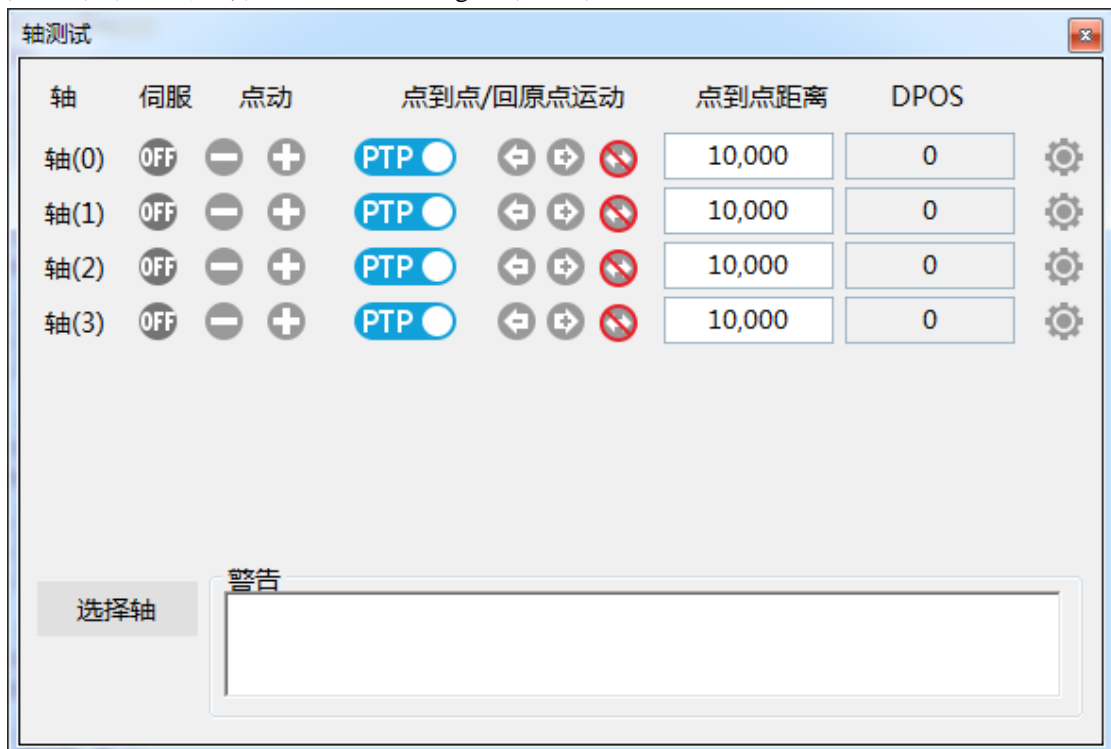 轴测试
轴 伺服 点动 点到点/回原点运动 点到点距离 DPOS
轴(0) OFF PTP 10,000 0
轴(1) OFF PTP 10,000 0
轴(2) OFF PTP 10,000 0
轴(3) OFF PTP 10,000 0
警告
选择轴